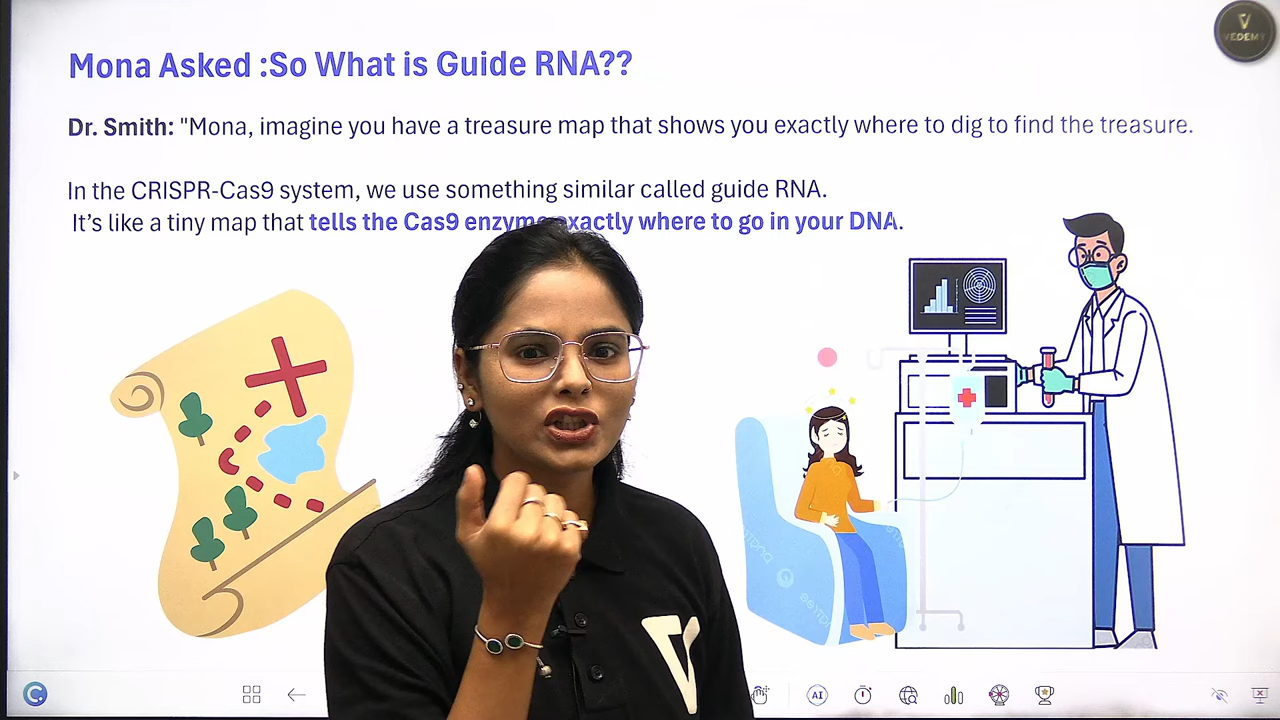 VEDEMY
Mona Asked :So What is Guide RNA??
Dr. Smith: "Mona, imagine you have a treasure map that shows you exactly where to dig to find the treasure.
In the CRISPR-Cas9 system, we use something similar called guide RNA.
It's like a tiny map that tells the Cas9 enzyme exactly where to go in your DNA.
AI